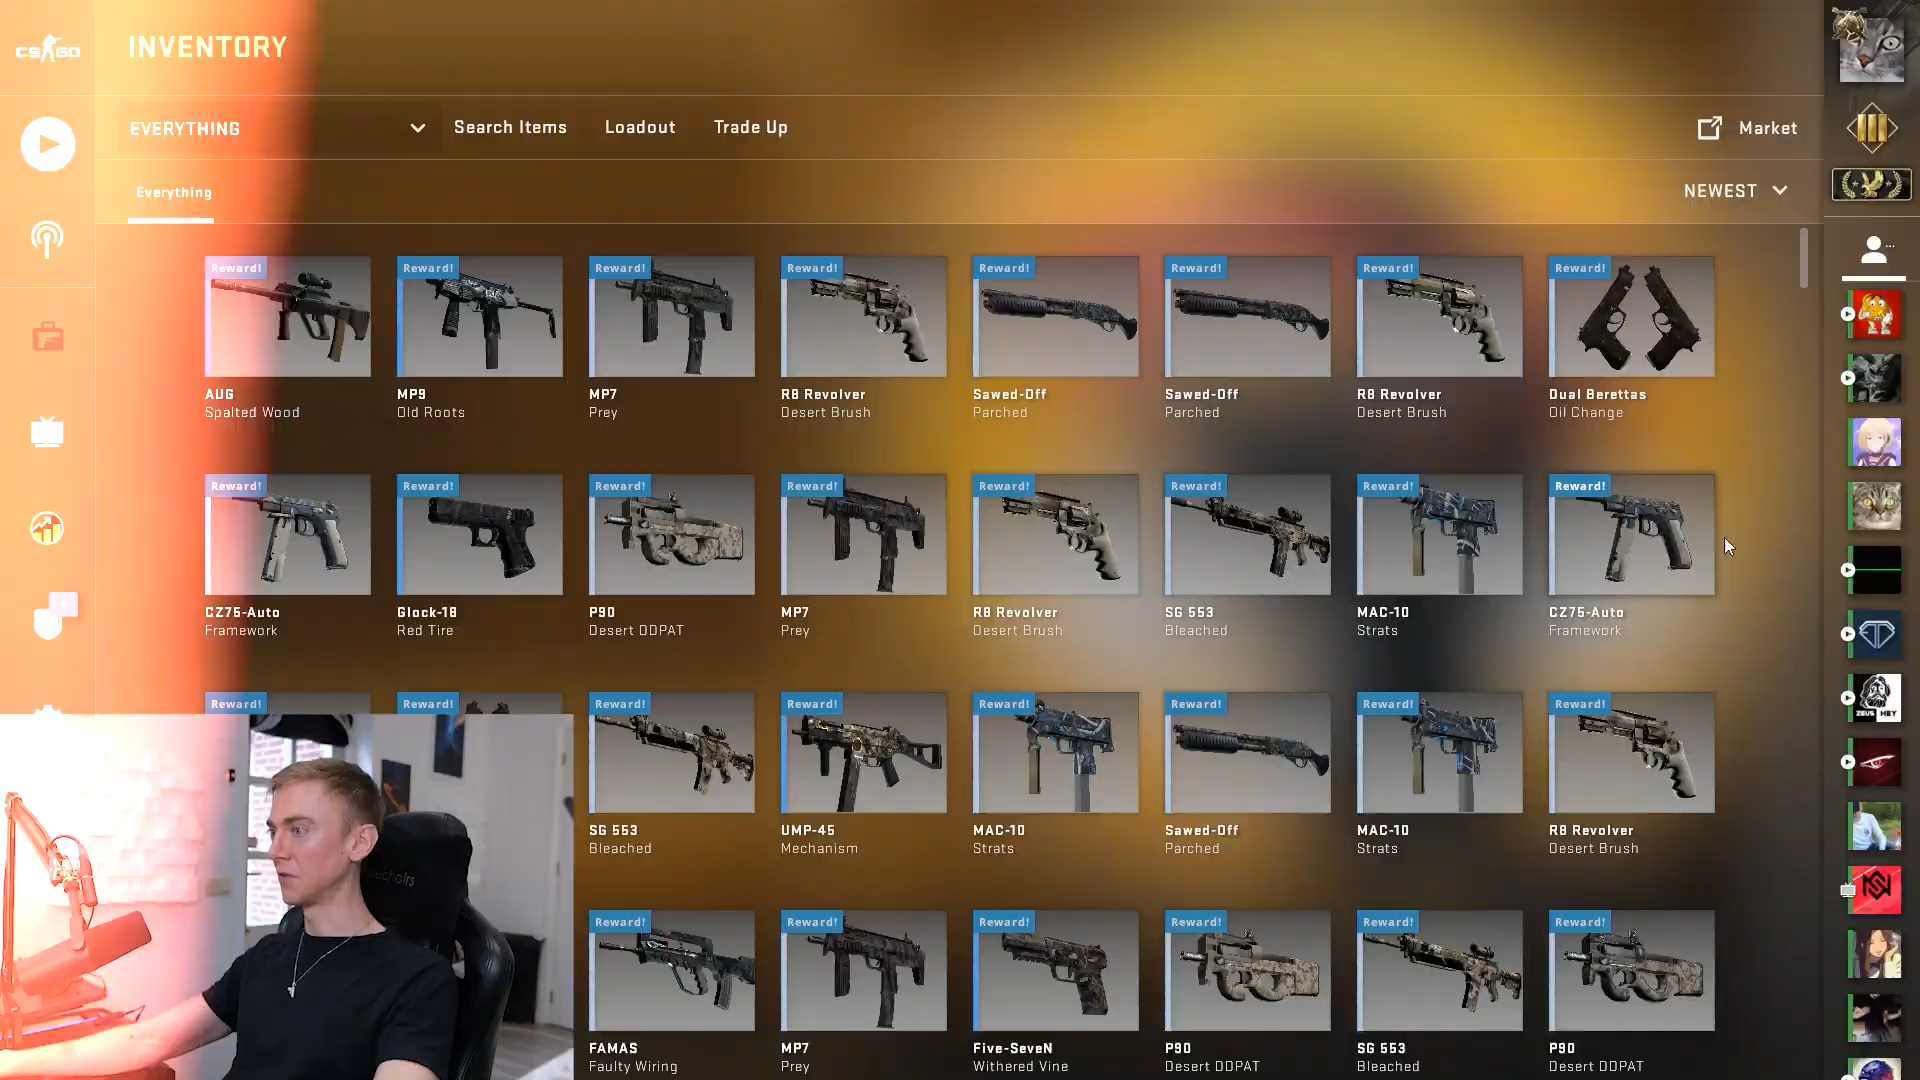 CS GO
INVENTORY
EVERYTHING
Search Items
Loadout
Trade Up
Market
Everything
NEWEST
Reward!
Reward!
Reward!
Reward!
Reward!
Reward!
Reward!
Reward!
AUG
Spalted Wood
MP9
Old Roots
MP7
Prey
R8 Revolver
Desert Brush
Sawed-Off
Parched
Sawed-Off
Parched
R8 Revolver
Desert Brush
Dual Berettas
Oil Change
Reward!
Reward!
Reward!
Reward!
Reward!
Reward!
Reward!
Reward!
CZ75-Auto
Framework
Glock-18
Red Tire
P90
Desert DDPAT
MP7
Prey
R8 Revolver
Desert Brush
SG 553
Bleached
MAC-10
Strats
CZ75-Auto
Framework
Reward!
Reward!
Reward!
Reward!
Reward!
Reward!
Reward!
Reward!
SG 553
Bleached
UMP-45
Mechanism
MAC-10
Strats
Sawed-Off
Parched
MAC-10
Strats
R8 Revolver
Desert Brush
Reward!
Reward!
Reward!
Reward!
Reward!
Reward!
FAMAS
Faulty Wiring
MP7
Prey
Five-SeveN
Withered Vine
P90
Desert DDPAT
SG 553
Bleached
P90
Desert DDPAT
ZEUS HEY